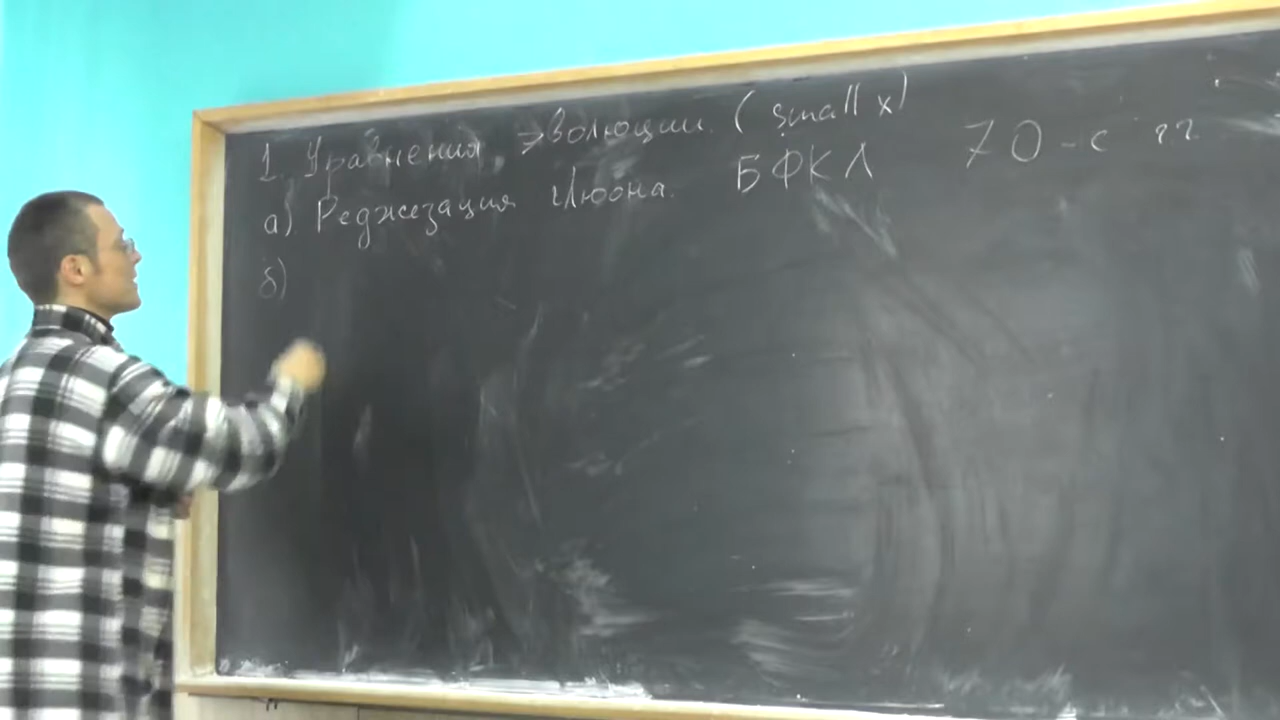 1. Уравнения эволюции. (small x)
БФКЛ 70-е гг.
а) Реджезация глюона.
б)